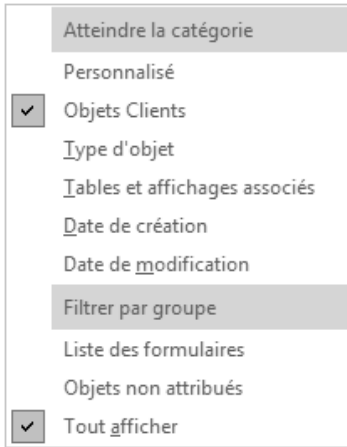 Atteindre la catégorie
Personnalisé
Objets Clients
Type d'objet
Tables et affichages associés
Date de création
Date de modification
Filtrer par groupe
Liste des formulaires
Objets non attribués
Tout afficher